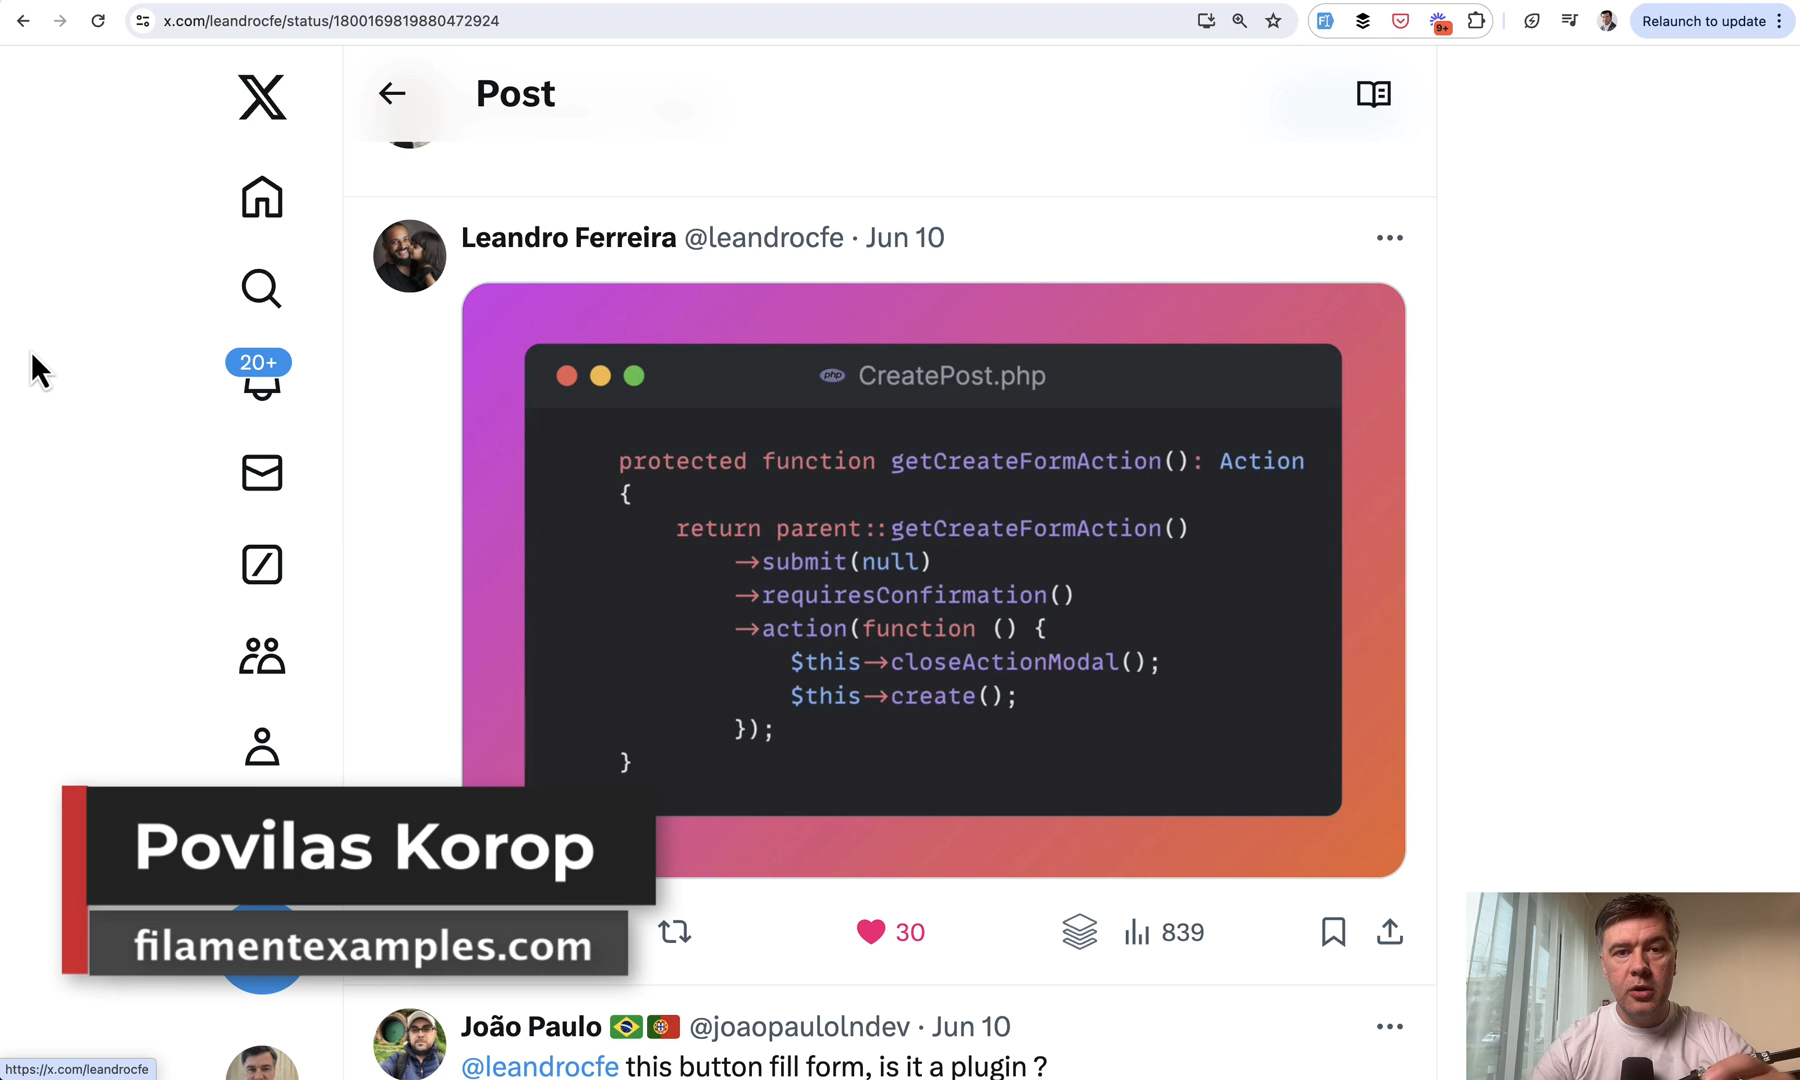 x.com/leandrocfe/status/1800169819880472924
9+
Relaunch to update
Post
Leandro Ferreira @leandrocfe · Jun 10
20+
php CreatePost.php
protected function getCreateFormAction(): Action
{
return parent::getCreateFormAction()
->submit(null)
->requiresConfirmation()
->action(function () {
$this->closeActionModal();
$this->create();
});
}
Povilas Korop
filamentexamples.com
30
839
João Paulo @joaopaulolndev · Jun 10
@leandrocfe this button fill form, is it a plugin ?
https://x.com/leandrocfe